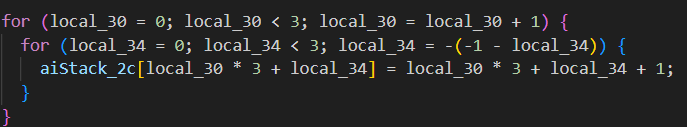 for (local_30 = 0; local_30 < 3; local_30 = local_30 + 1) {
for (local_34 = 0; local_34 < 3; local_34 = -(-1 - local_34)) {
aiStack_2c[local_30 * 3 + local_34] = local_30 * 3 + local_34 + 1;
}
}